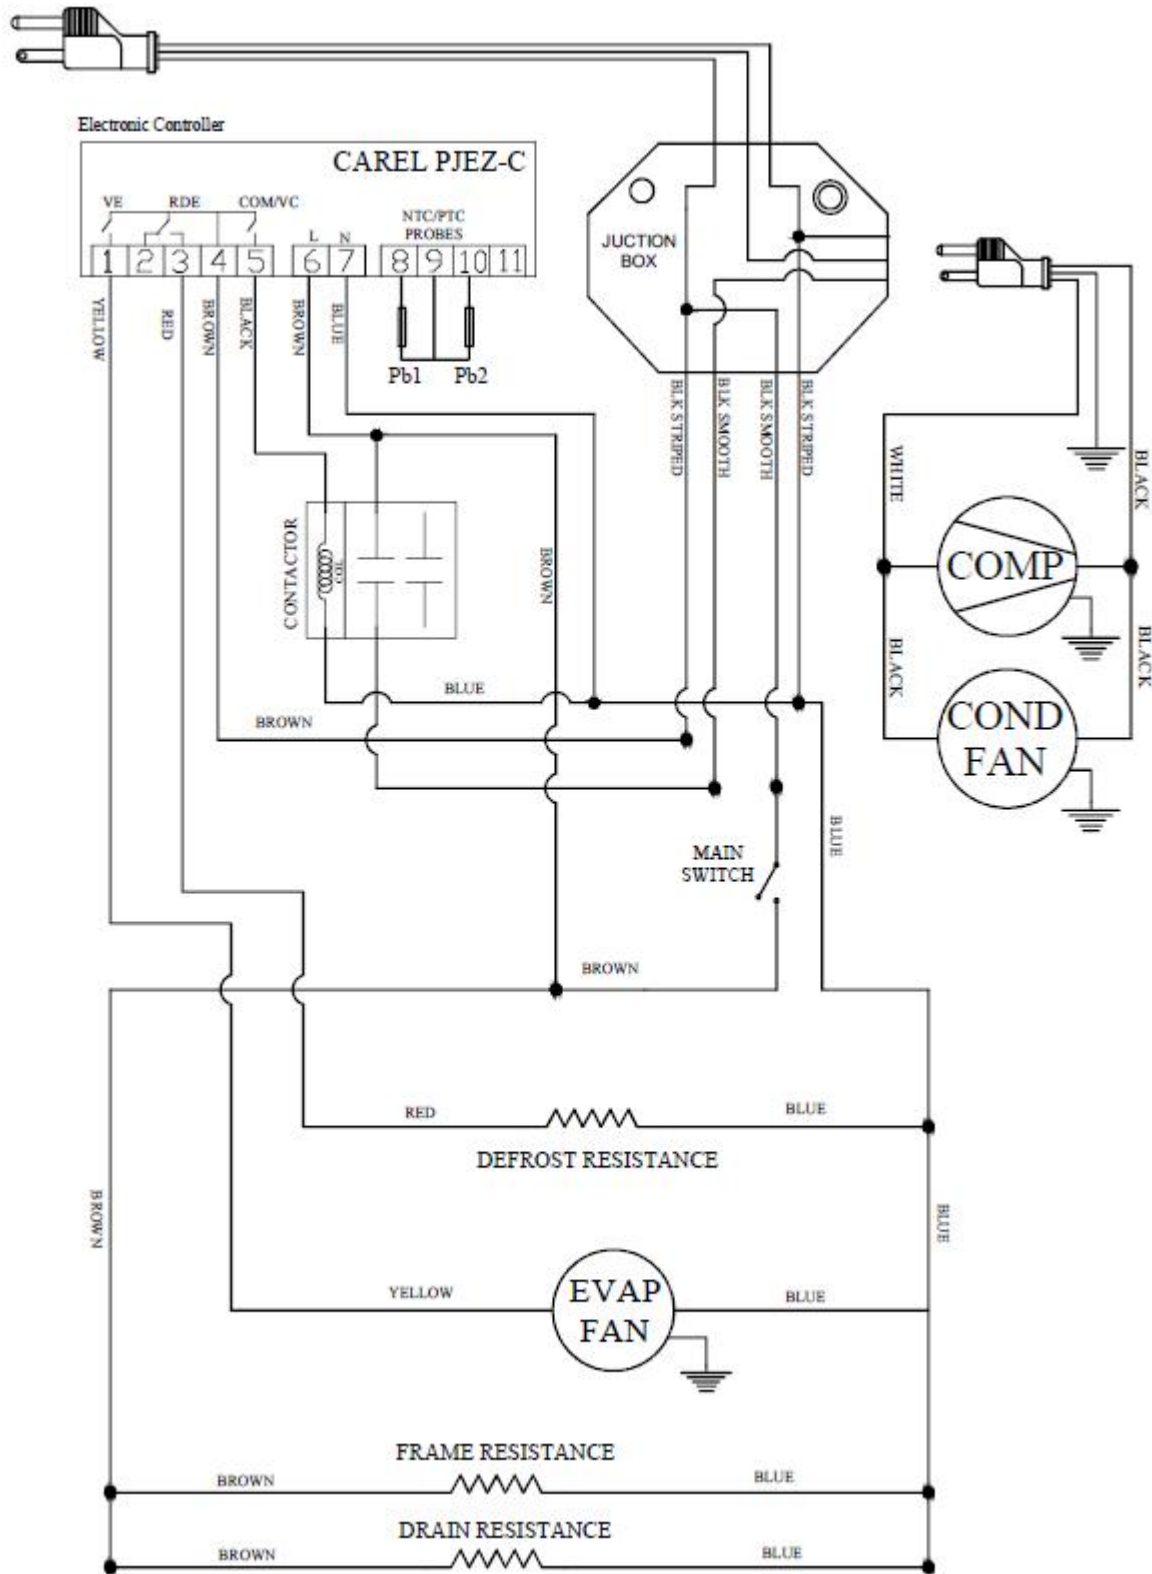 Electronic Controller
CAREL PJEZ-C
VE
RDE
COM/VC
L
N
NTC/PTC
PROBES
1
2
3
4
5
6
7
8
9
10
11
JUCTION
BOX
YELLOW
RED
BROWN
BLACK
BROWN
BLUE
Pb1
Pb2
BLK STRIPED
BLK SMOOTH
BLK SMOOTH
BLK STRIPED
WHITE
BLACK
CONTACTOR
COIL
BROWN
COMP
BLACK
BLACK
BLUE
BROWN
COND
FAN
MAIN
SWITCH
BLUE
BROWN
RED
BLUE
DEFROST RESISTANCE
BROWN
BLUE
YELLOW
EVAP
FAN
BLUE
FRAME RESISTANCE
BROWN
BLUE
DRAIN RESISTANCE
BROWN
BLUE